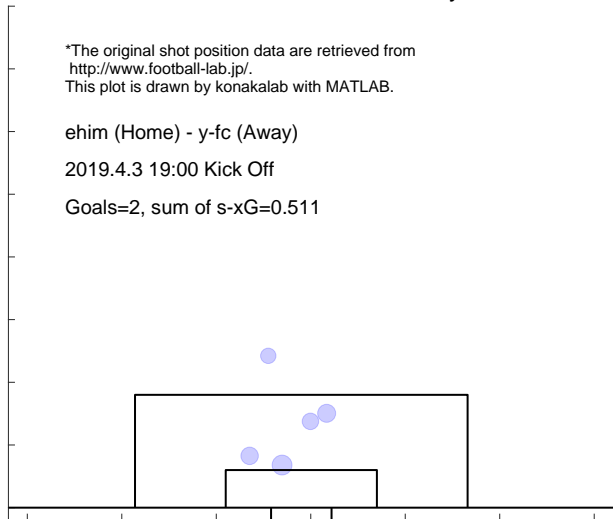 *The original shot position data are retrieved from
http://www.football-lab.jp/.
This plot is drawn by konakalab with MATLAB.
ehim (Home) - y-fc (Away)
2019.4.3 19:00 Kick Off
Goals=2, sum of s-xG=0.511